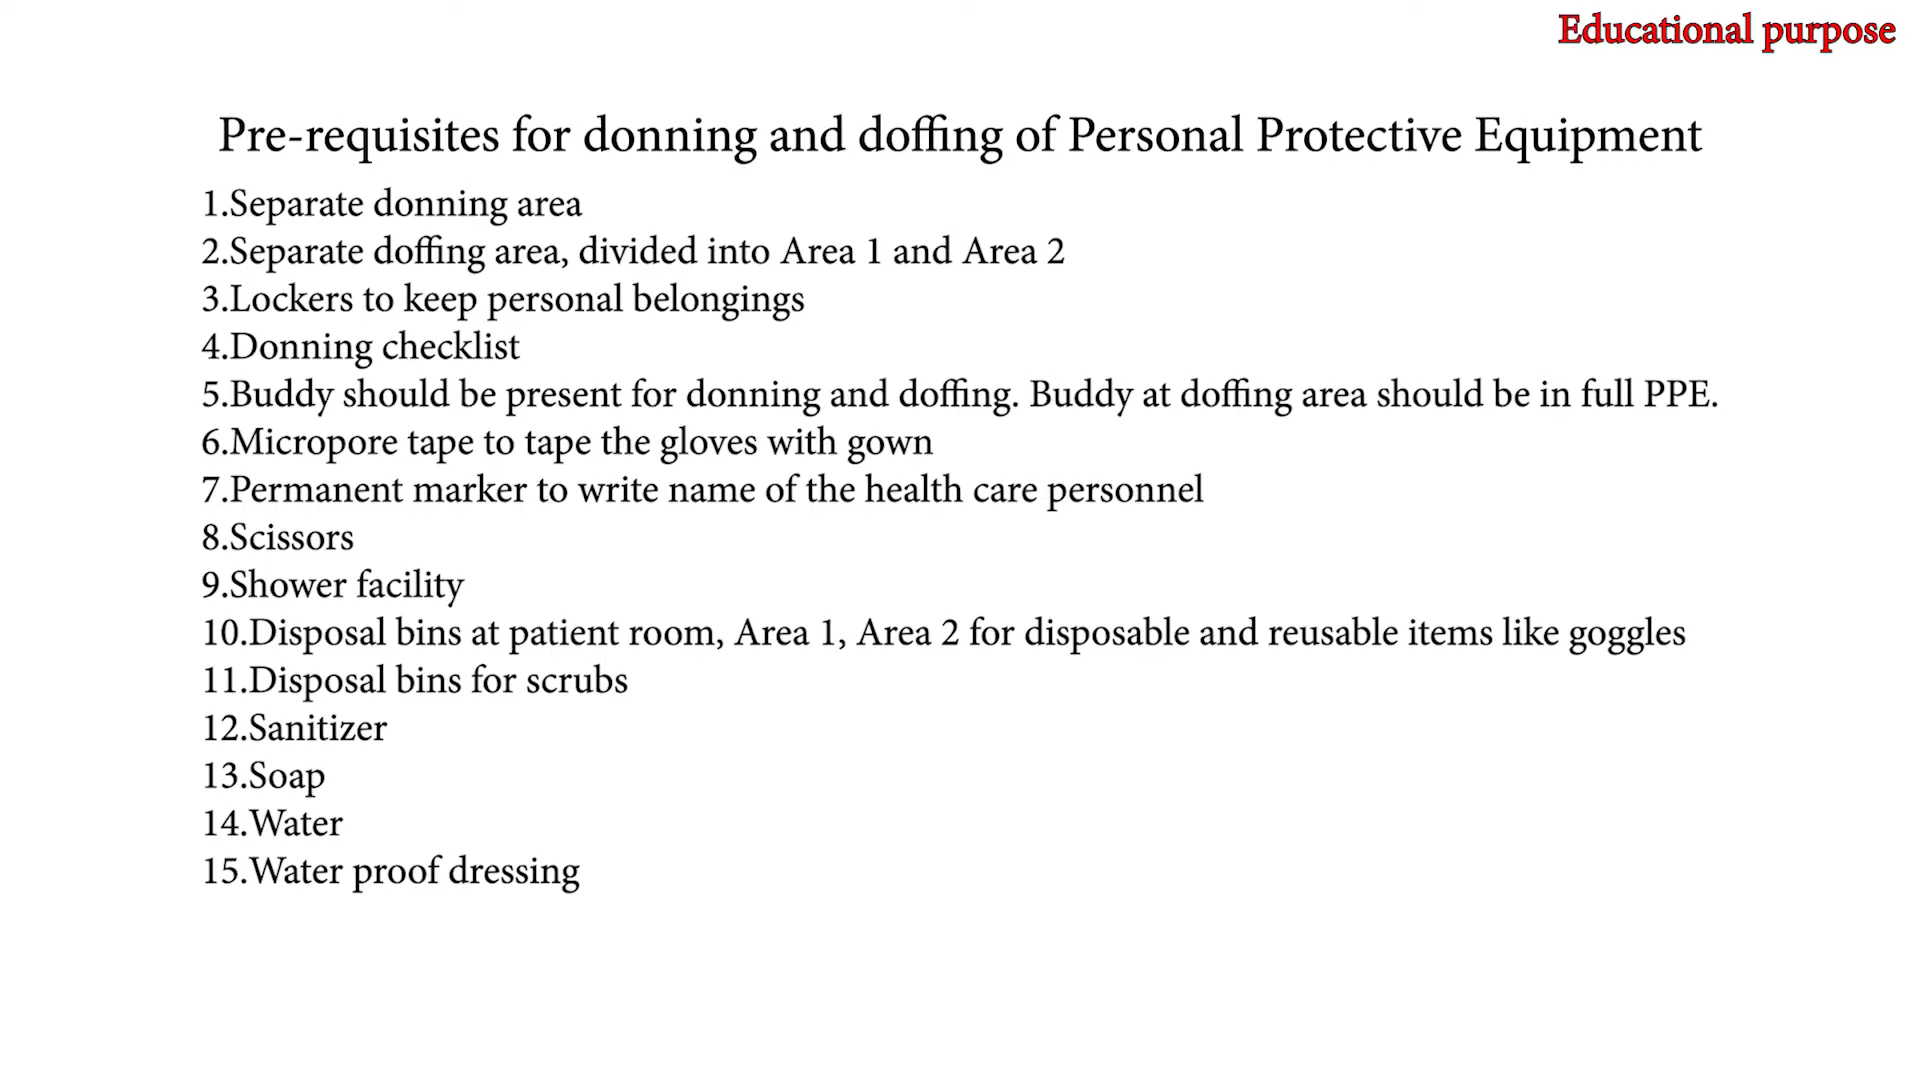 Educational purpose
Pre-requisites for donning and doffing of Personal Protective Equipment
1.Separate donning area
2.Separate doffing area, divided into Area 1 and Area 2
3.Lockers to keep personal belongings
4.Donning checklist
5.Buddy should be present for donning and doffing. Buddy at doffing area should be in full PPE.
6.Micropore tape to tape the gloves with gown
7.Permanent marker to write name of the health care personnel
8.Scissors
9.Shower facility
10.Disposal bins at patient room, Area 1, Area 2 for disposable and reusable items like goggles
11.Disposal bins for scrubs
12.Sanitizer
13.Soap
14.Water
15.Water proof dressing